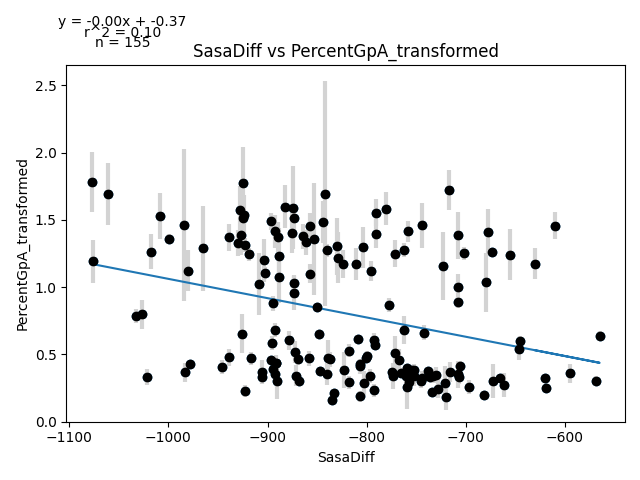 y = -0.00x + -0.37
r^2 = 0.10
n = 155
SasaDiff vs PercentGpA_transformed
PercentGpA_transformed
2.5
2.0
1.5
1.0
0.5
0.0
−1100
−1000
−900
−800
−700
−600
SasaDiff